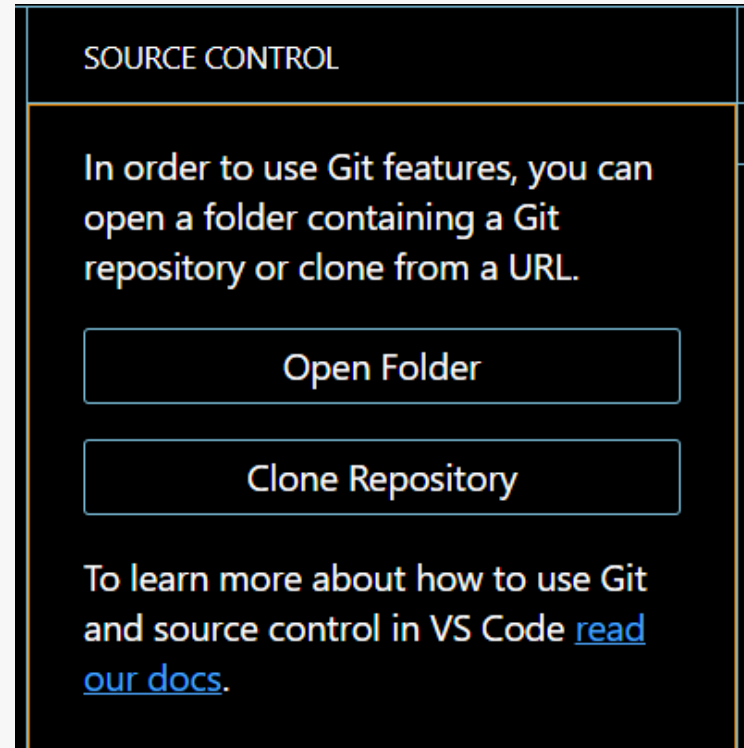 SOURCE CONTROL
In order to use Git features, you can
open a folder containing a Git
repository or clone from a URL.
Open Folder
Clone Repository
To learn more about how to use Git
and source control in VS Code read
our docs.